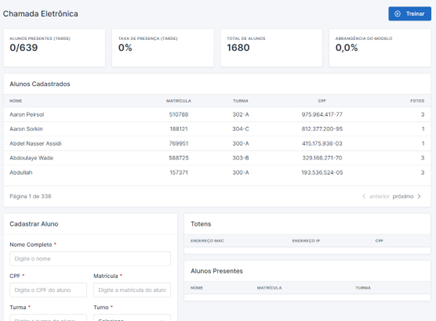 Chamada Eletrônica
Treinar
ALUNOS PRESENTES (TARDE)
0/639
TAXA DE PRESENÇA (TARDE)
0%
TOTAL DE ALUNOS
1680
ABRANGÊNCIA DO MODELO
0,0%
Alunos Cadastrados
NOME MATRÍCULA TURMA CPF FOTOS
Aaron Peirsol 510788 302-A 975.964.417-77 3
Aaron Sorkin 188121 304-C 812.377.200-95 1
Abdel Nasser Assidi 769951 300-A 415.175.936-03 1
Abdoulaye Wade 588725 303-B 329.166.271-70 3
Abdullah 157371 300-A 193.536.524-05 3
Página 1 de 336
anterior próximo
Cadastrar Aluno
Nome Completo *
Digite o nome
CPF * Matrícula *
Digite o CPF do aluno Digite a matrícula do aluno
Turma * Turno *
Totens
ENDEREÇO MAC ENDEREÇO IP CPF
Alunos Presentes
NOME MATRÍCULA TURMA